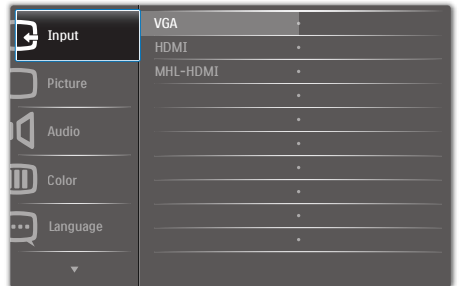 Input
Picture
Audio
Color
Language
VGA
HDMI
MHL-HDMI